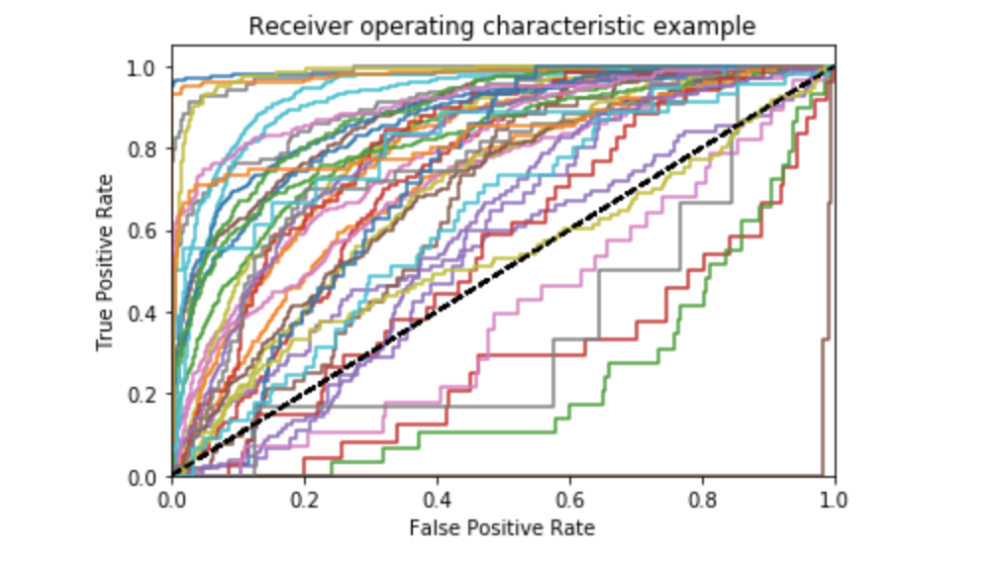 Receiver operating characteristic example
1.0
0.8
0.6
0.4
0.2
0.0
True Positive Rate
0.0 0.2 0.4 0.6 0.8 1.0
False Positive Rate